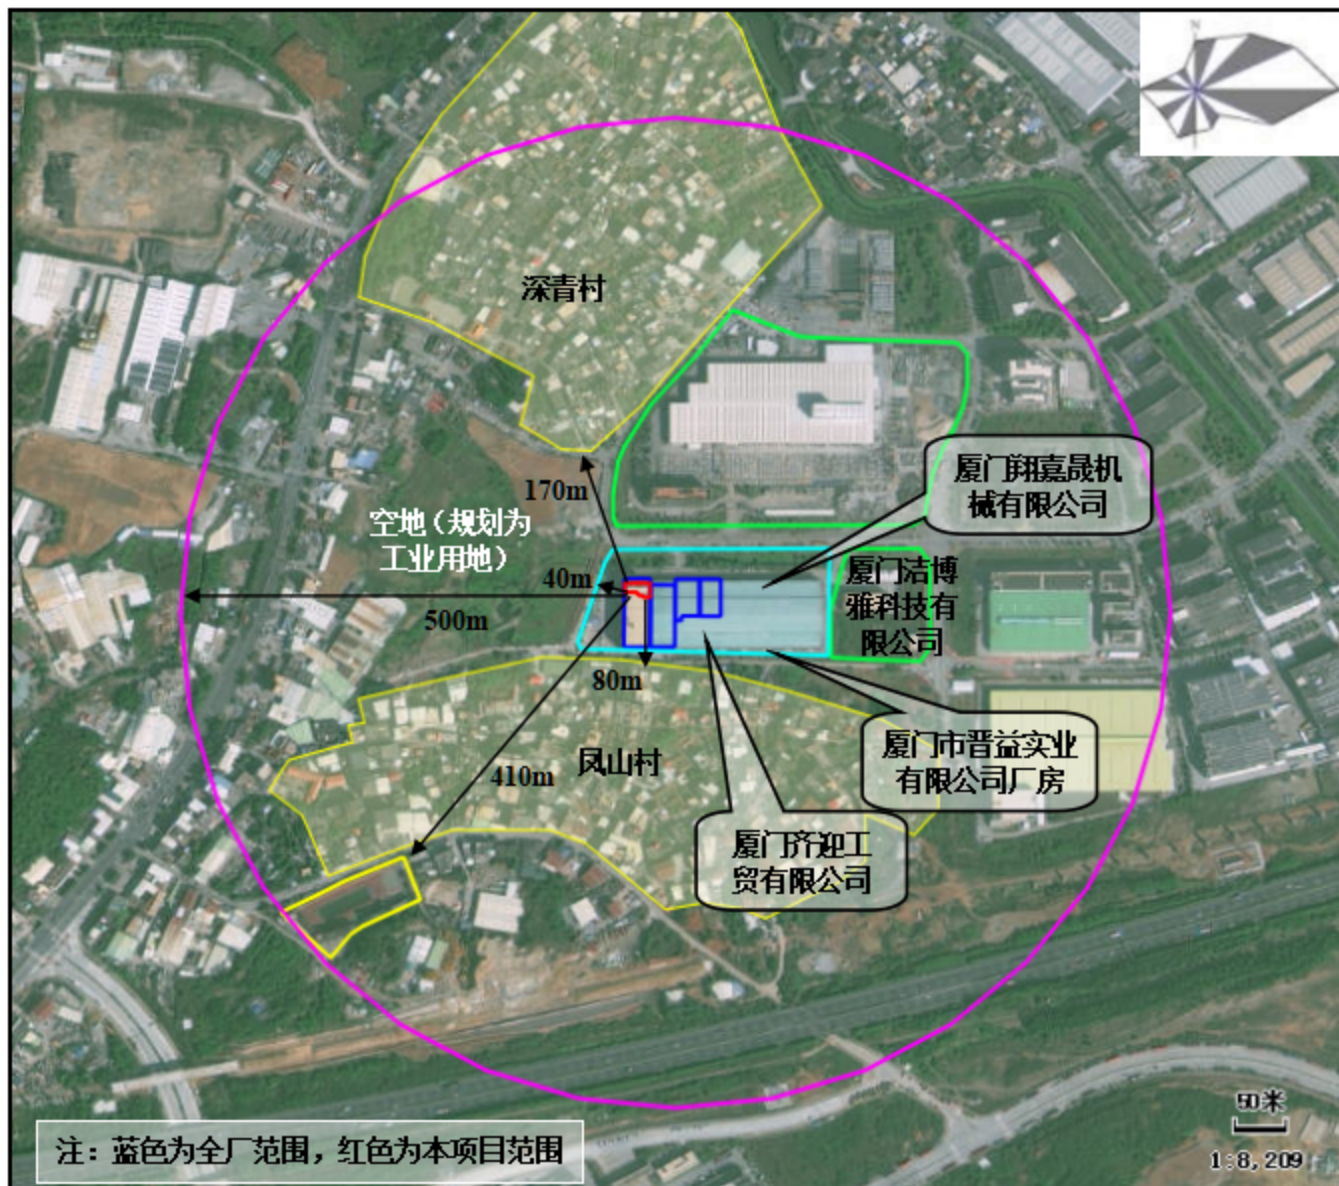 N
深青村
厦门翔嘉晟机
械有限公司
170m
空地（规划为
工业用地）
40m
厦门洁博
雅科技有
限公司
500m
80m
凤山村
410m
厦门市晋益实业
有限公司厂房
厦门齐迎工
贸有限公司
50米
1:8,209
注：蓝色为全厂范围，红色为本项目范围